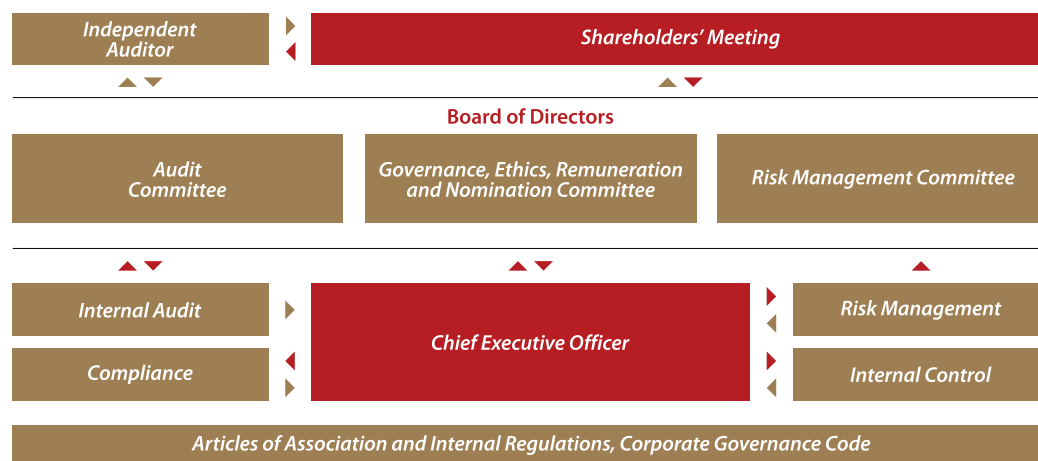 Independent
Auditor
Shareholders’ Meeting
Board of Directors
Audit
Committee
Governance, Ethics, Remuneration
and Nomination Committee
Risk Management Committee
Internal Audit
Chief Executive Officer
Risk Management
Compliance
Internal Control
Articles of Association and Internal Regulations, Corporate Governance Code